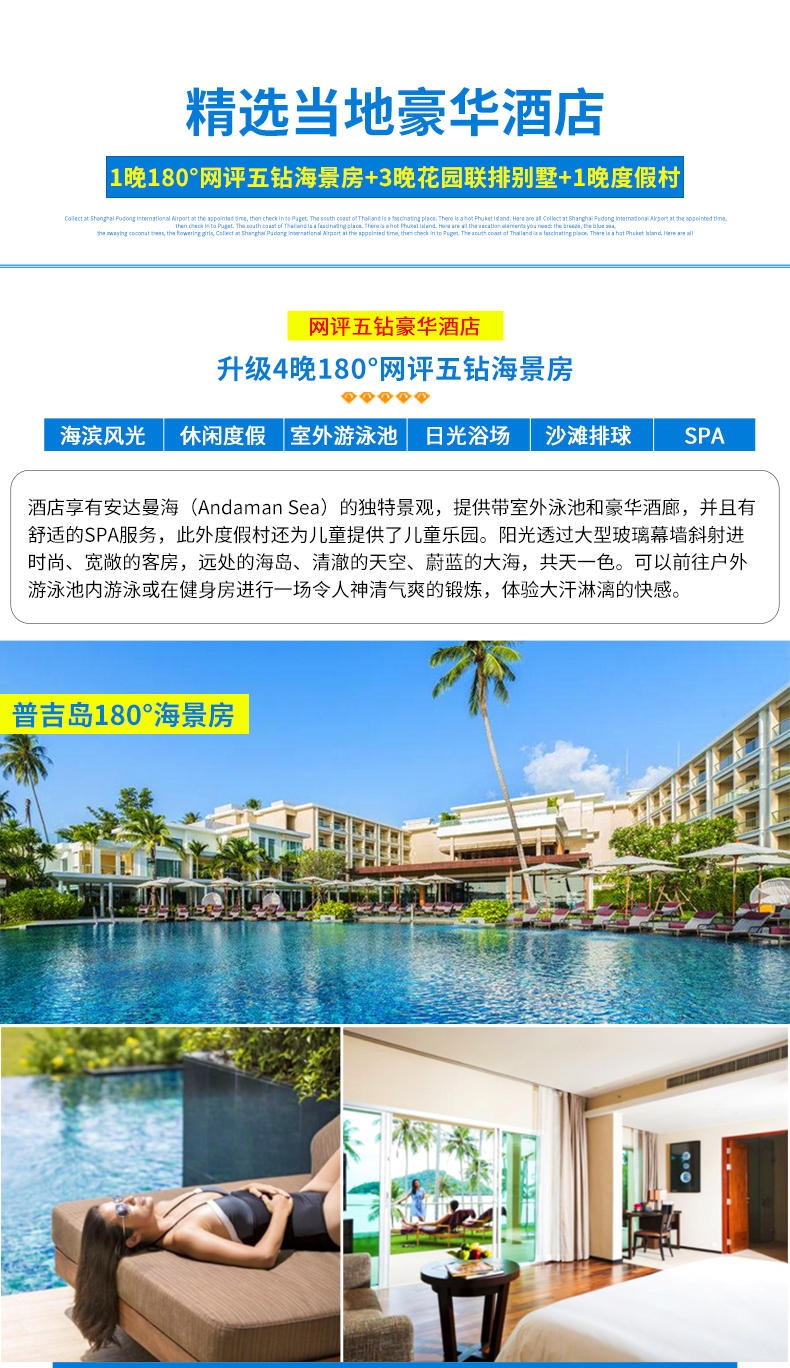 精选当地豪华酒店
1晚180°网评五钻海景房+3晚花园联排别墅+1晚度假村
Collect at Shanghai Pudong International Airport at the appointed time, then check in to Puget. The south coast of Thailand is a fascinating place. There is a hot Phuket Island. Here are all Collect at Shanghai Pudong International Airport at the appointed time,
then check in to Puget. The south coast of Thailand is a fascinating place. There is a hot Phuket Island. Here are all the vacation elements you need: the breeze, the blue sea,
the swaying coconut trees, the flowering girls, Collect at Shanghai Pudong International Airport at the appointed time, then check in to Puget. The south coast of Thailand is a fascinating place. There is a hot Phuket Island. Here are all
网评五钻豪华酒店
升级4晚180°网评五钻海景房
海滨风光 休闲度假 室外游泳池 日光浴场 沙滩排球 SPA
酒店享有安达曼海（Andaman Sea）的独特景观，提供带室外泳池和豪华酒廊，并且有
舒适的SPA服务，此外度假村还为儿童提供了儿童乐园。阳光透过大型玻璃幕墙斜射进
时尚、宽敞的客房，远处的海岛、清澈的天空、蔚蓝的大海，共天一色。可以前往户外
游泳池内游泳或在健身房进行一场令人神清气爽的锻炼，体验大汗淋漓的快感。
普吉岛180°海景房